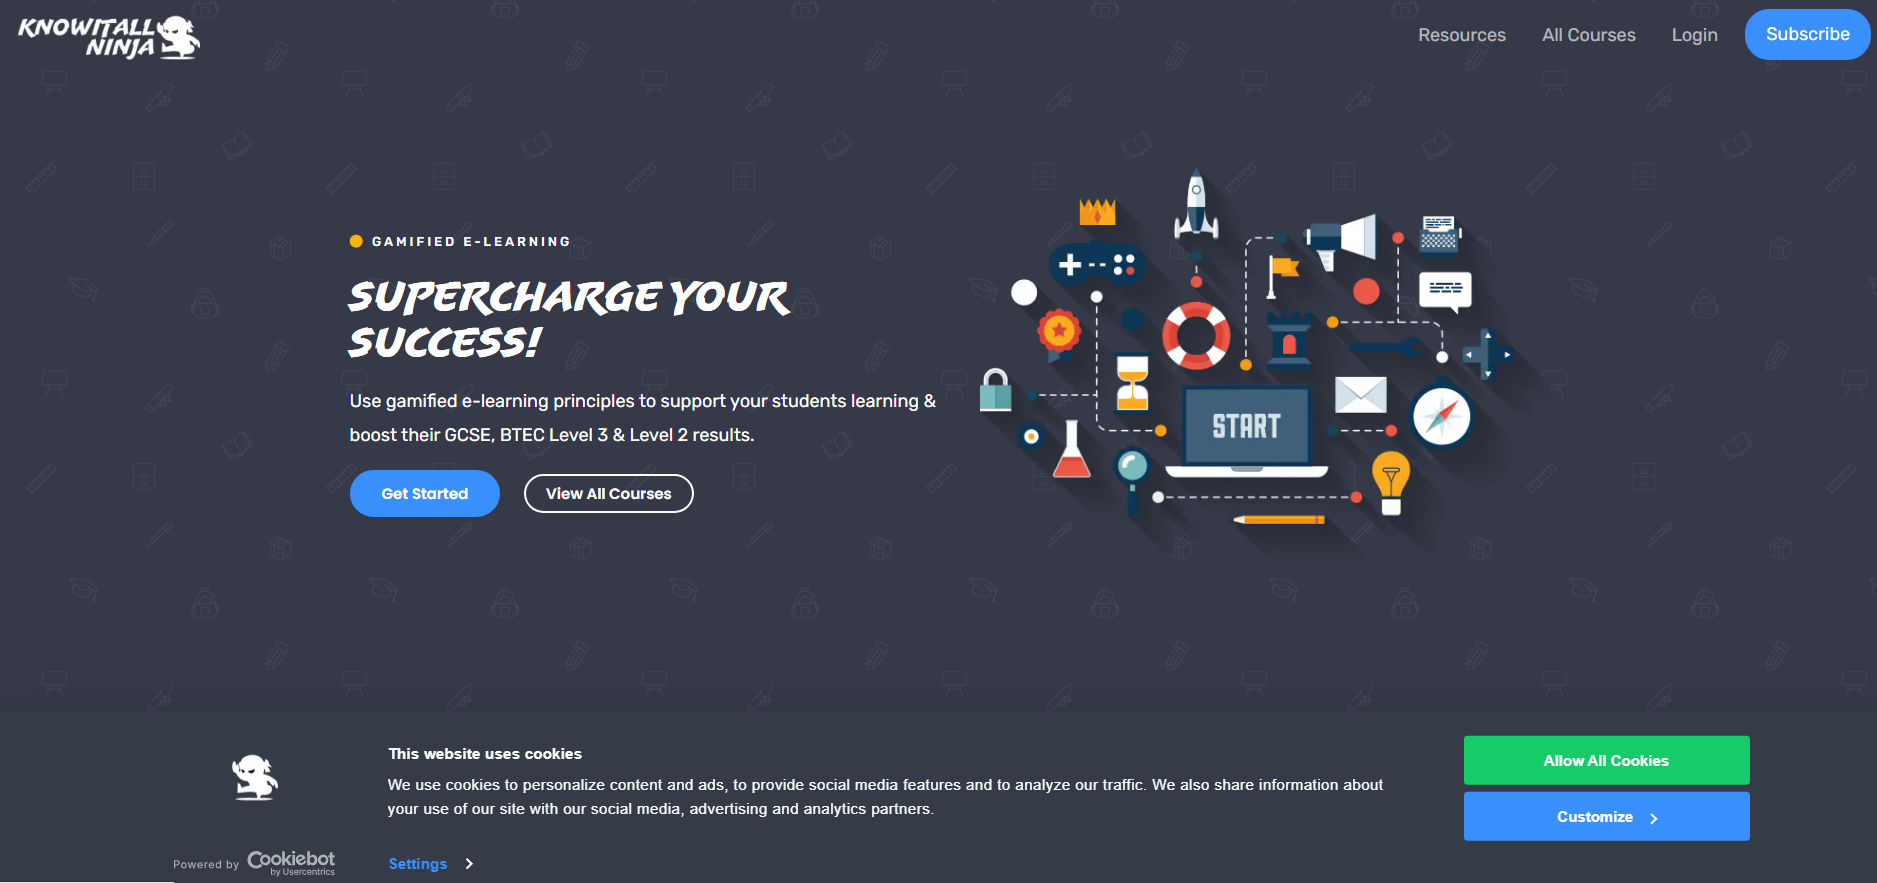 KNOWITALL
NINJA
Resources
All Courses
Login
Subscribe
GAMIFIED E-LEARNING
SUPERCHARGE YOUR
SUCCESS!
Use gamified e-learning principles to support your students learning &
boost their GCSE, BTEC Level 3 & Level 2 results.
Get Started
View All Courses
START
This website uses cookies
We use cookies to personalize content and ads, to provide social media features and to analyze our traffic. We also share information about
your use of our site with our social media, advertising and analytics partners.
Allow All Cookies
Customize
Powered by Cookiebot
by Usercentrics
Settings